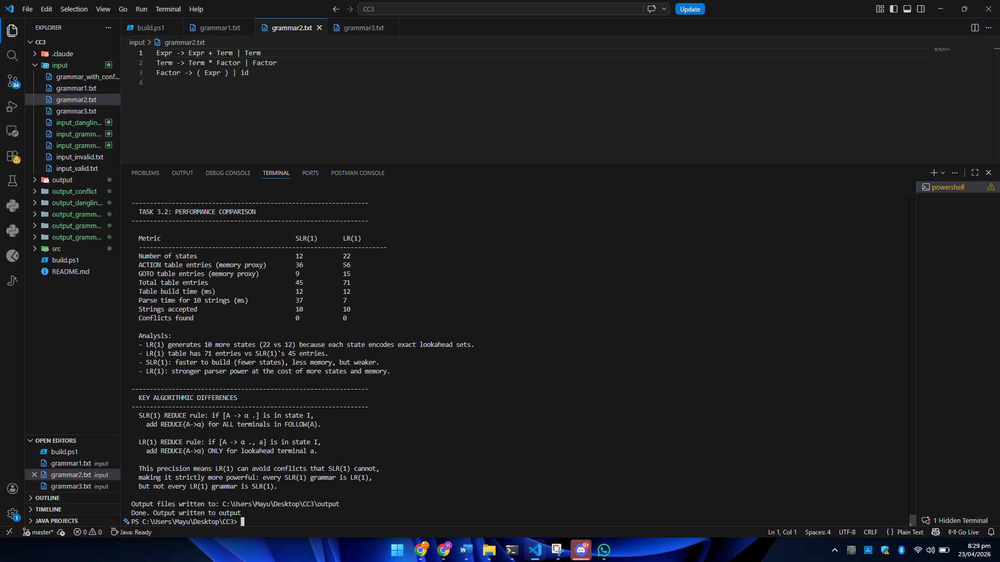 File Edit Selection View Go Run Terminal Help
CC3
Update
EXPLORER
CC3
.claude
input
grammar_with_conf...
grammar1.txt
grammar2.txt
grammar3.txt
input_danglin...
input_gramm...
input_gramm...
input_invalid.txt
input_valid.txt
output
output_conflict
output_danglin...
output_gramm...
output_gramm...
output_gramm...
src
build.ps1
README.md
84
OPEN EDITORS
build.ps1
grammar1.txt input
grammar2.txt input
grammar3.txt input
OUTLINE
TIMELINE
JAVA PROJECTS
1
build.ps1 grammar1.txt grammar2.txt grammar3.txt
input > grammar2.txt
1 Expr -> Expr + Term | Term
2 Term -> Term * Factor | Factor
3 Factor -> ( Expr ) | id
4
PROBLEMS OUTPUT DEBUG CONSOLE TERMINAL PORTS POSTMAN CONSOLE
powershell
-----------------------------------------------------------------
TASK 3.2: PERFORMANCE COMPARISON
-----------------------------------------------------------------
Metric SLR(1) LR(1)
--------------------------------------------------------------------
Number of states 12 22
ACTION table entries (memory proxy) 36 56
GOTO table entries (memory proxy) 9 15
Total table entries 45 71
Table build time (ms) 12 12
Parse time for 10 strings (ms) 37 7
Strings accepted 10 10
Conflicts found 0 0
Analysis:
- LR(1) generates 10 more states (22 vs 12) because each state encodes exact lookahead sets.
- LR(1) table has 71 entries vs SLR(1)'s 45 entries.
- SLR(1): faster to build (fewer states), less memory, but weaker.
- LR(1): stronger parser power at the cost of more states and memory.
-----------------------------------------------------------------
KEY ALGORITHMIC DIFFERENCES
-----------------------------------------------------------------
SLR(1) REDUCE rule: if [A -> α .] is in state I,
add REDUCE(A->α) for ALL terminals in FOLLOW(A).
LR(1) REDUCE rule: if [A -> α ., a] is in state I,
add REDUCE(A->α) ONLY for lookahead terminal a.
This precision means LR(1) can avoid conflicts that SLR(1) cannot,
making it strictly more powerful: every SLR(1) grammar is LR(1),
but not every LR(1) grammar is SLR(1).
Output files written to: C:\Users\Mayu\Desktop\CC3\output
Done. Output written to output
PS C:\Users\Mayu\Desktop\CC3>
1 Hidden Terminal
master* 0 0 Java: Ready
Ln 1, Col 1 Spaces: 4 UTF-8 CRLF { } Plain Text Go Live
H
9+
8:29 pm
23/04/2026